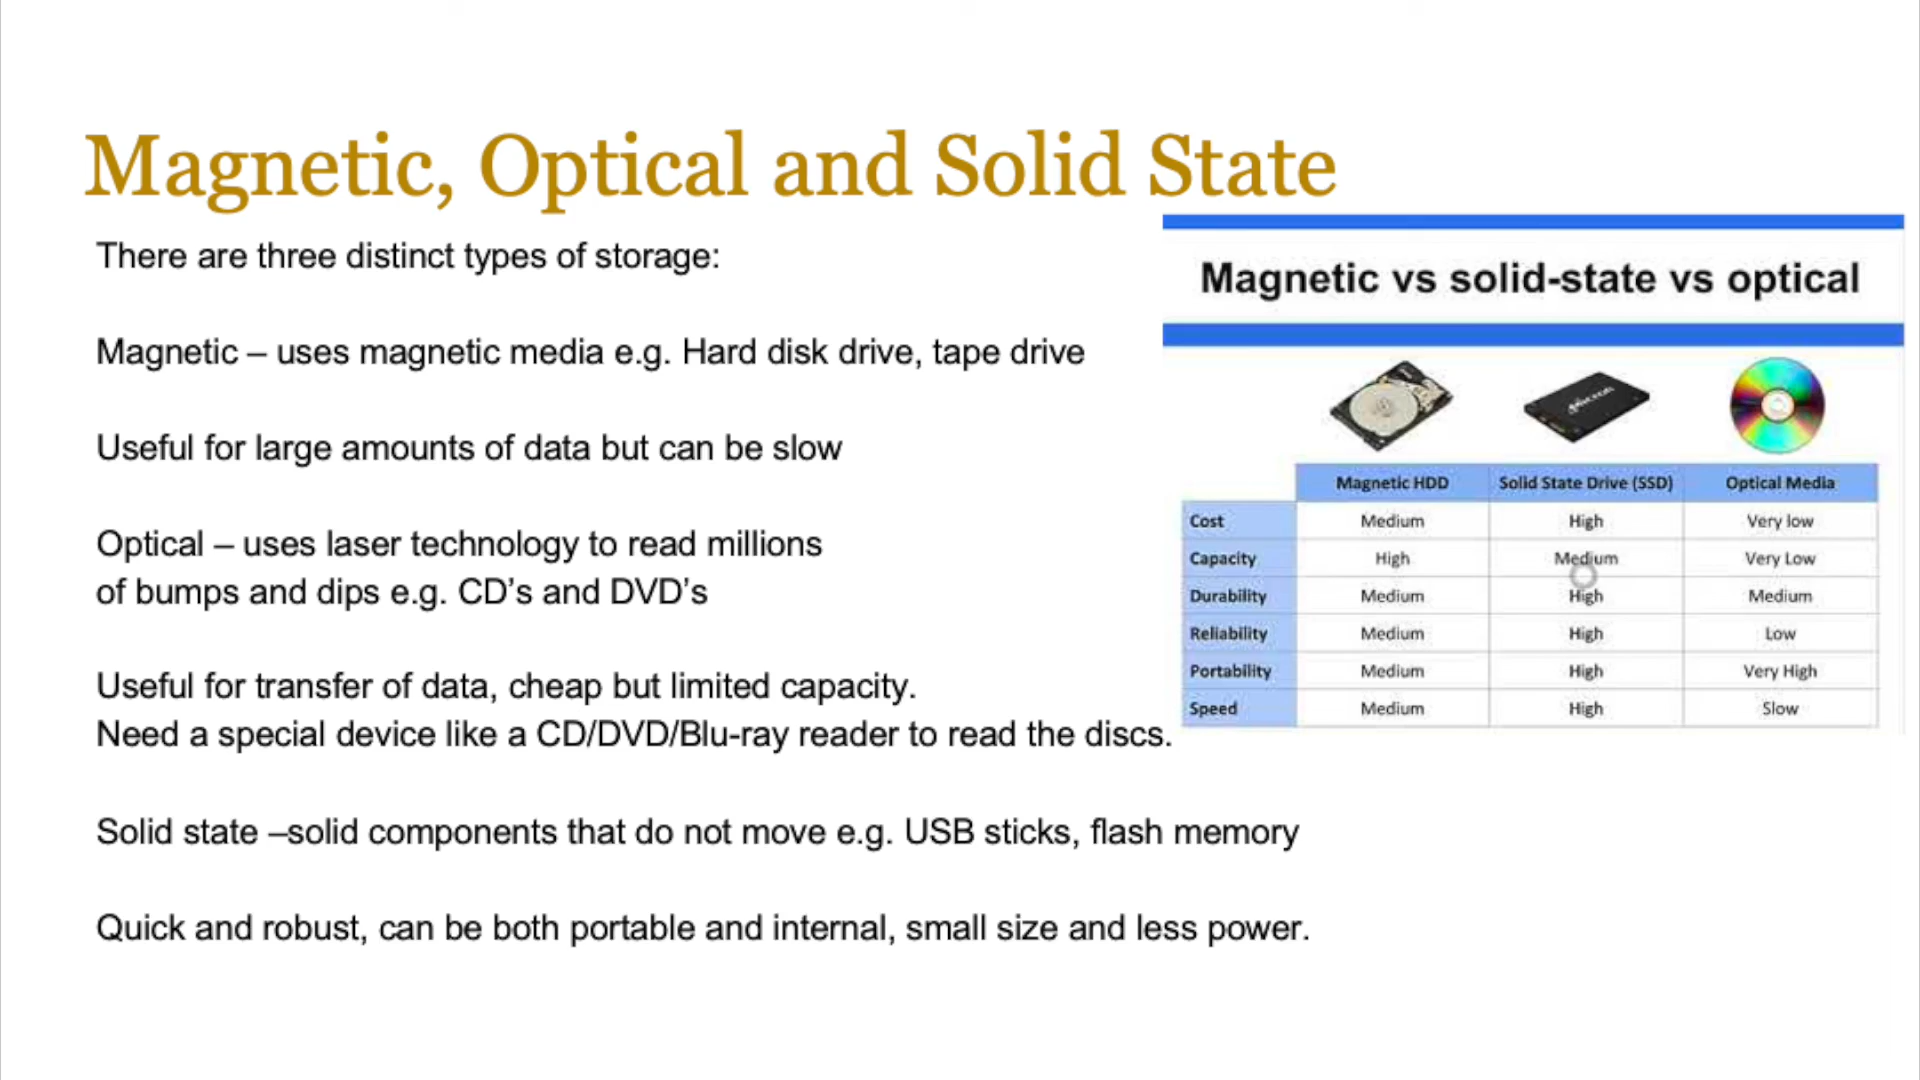 Magnetic, Optical and Solid State
There are three distinct types of storage:
Magnetic – uses magnetic media e.g. Hard disk drive, tape drive
Useful for large amounts of data but can be slow
Optical – uses laser technology to read millions
of bumps and dips e.g. CD’s and DVD’s
Useful for transfer of data, cheap but limited capacity.
Need a special device like a CD/DVD/Blu-ray reader to read the discs.
Solid state –solid components that do not move e.g. USB sticks, flash memory
Quick and robust, can be both portable and internal, small size and less power.
Magnetic vs solid-state vs optical
Micron
Magnetic HDD Solid State Drive (SSD) Optical Media
Cost Medium High Very low
Capacity High Medium Very Low
Durability Medium High Medium
Reliability Medium High Low
Portability Medium High Very High
Speed Medium High Slow